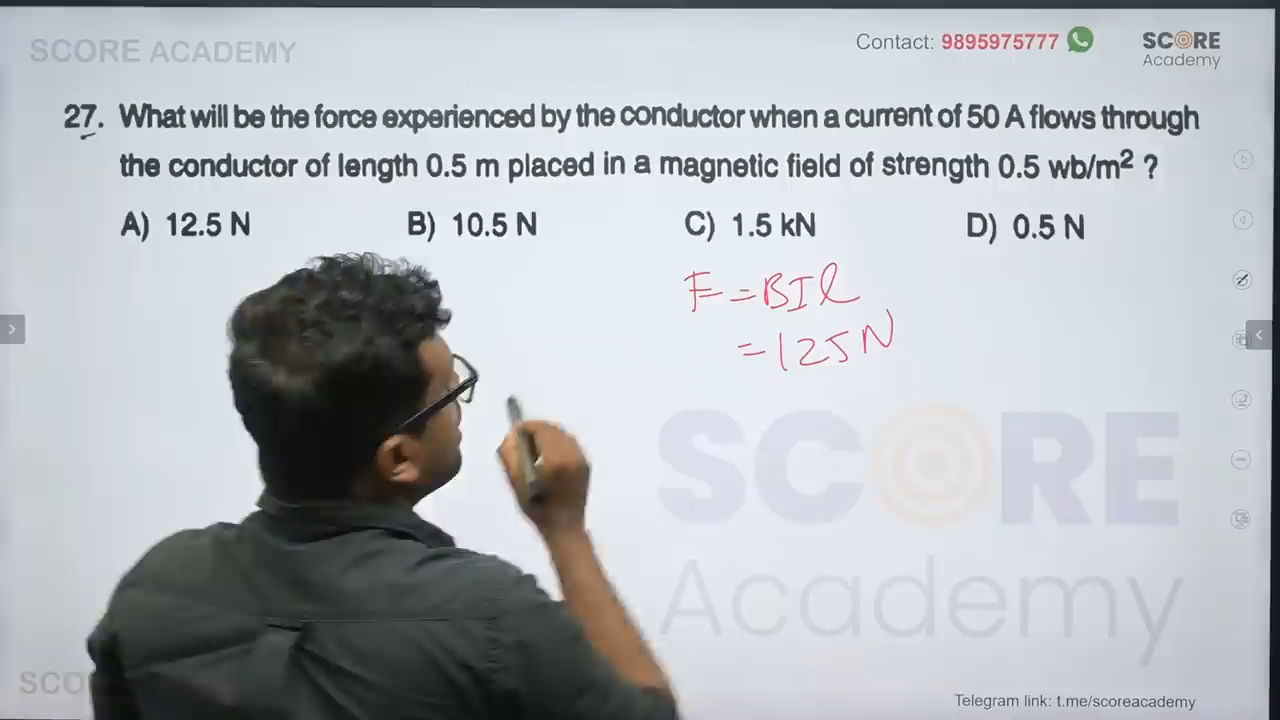 SCORE ACADEMY
Contact: 9895975777
SCORE
Academy
27. What will be the force experienced by the conductor when a current of 50 A flows through
the conductor of length 0.5 m placed in a magnetic field of strength 0.5 wb/m² ?
A) 12.5 N B) 10.5 N C) 1.5 kN D) 0.5 N
F = BIl
= 125 N
SCORE
Academy
SCO
Telegram link: t.me/scoreacademy